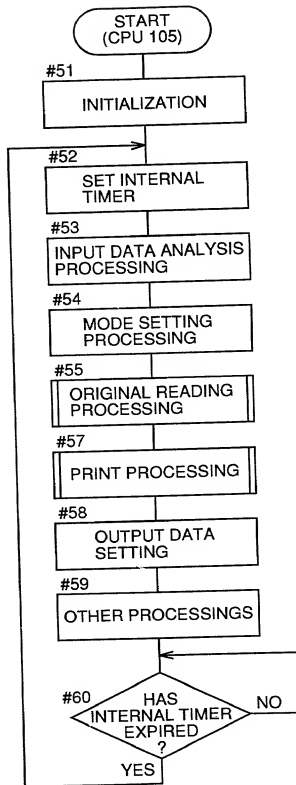 START
(CPU 105)
#51
INITIALIZATION
#52
SET INTERNAL
TIMER
#53
INPUT DATA ANALYSIS
PROCESSING
#54
MODE SETTING
PROCESSING
#55
ORIGINAL READING
PROCESSING
#57
PRINT PROCESSING
#58
OUTPUT DATA
SETTING
#59
OTHER PROCESSINGS
#60
HAS
INTERNAL TIMER
EXPIRED
?
NO
YES